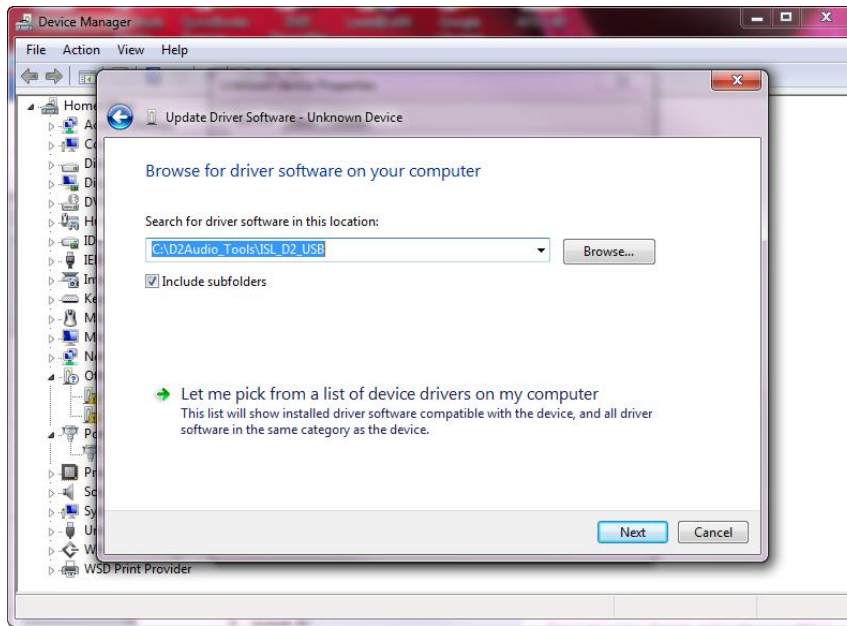 Device Manager
File Action View Help
Home
Update Driver Software - Unknown Device
Browse for driver software on your computer
Search for driver software in this location:
C:\D2Audio_Tools\ISL_D2_USB
Browse...
Include subfolders
Let me pick from a list of device drivers on my computer
This list will show installed driver software compatible with the device, and all driver
software in the same category as the device.
Next Cancel
WSD Print Provider